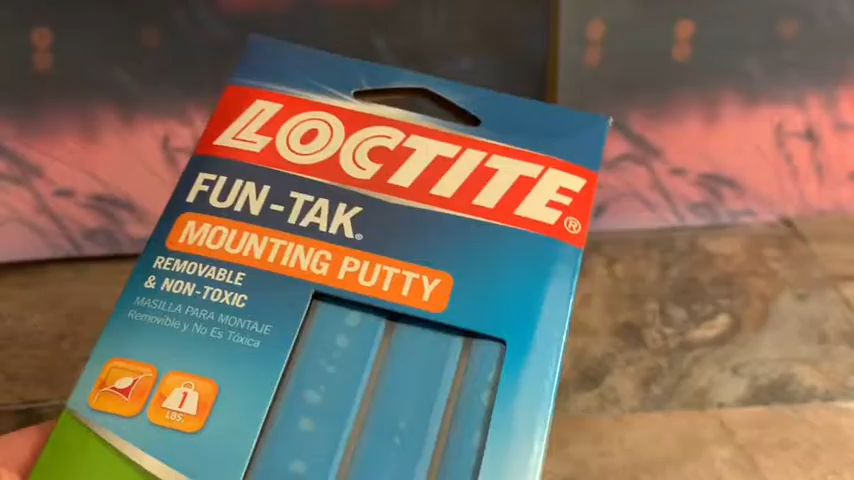 LOCTITE®
FUN-TAK®
MOUNTING PUTTY
REMOVABLE
& NON-TOXIC
MASILLA PARA MONTAJE
Removible y No Es Tóxica
1
LBS.